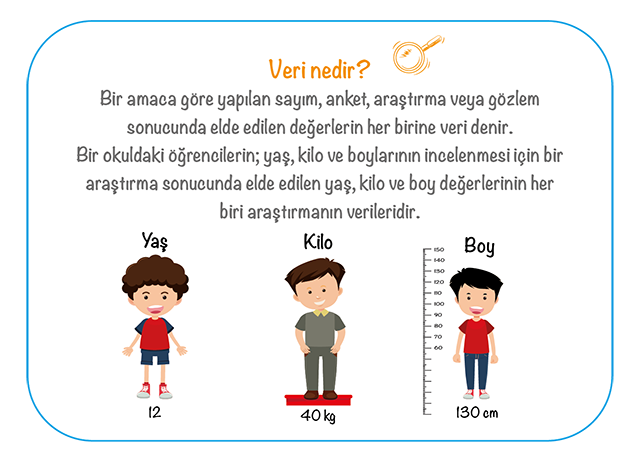 Veri nedir?
Bir amaca göre yapılan sayım, anket, araştırma veya gözlem
sonucunda elde edilen değerlerin her birine veri denir.
Bir okuldaki öğrencilerin; yaş, kilo ve boylarının incelenmesi için bir
araştırma sonucunda elde edilen yaş, kilo ve boy değerlerinin her
biri araştırmanın verileridir.
Yaş
Kilo
Boy
150
140
130
120
110
100
90
80
70
60
12
40 kg
130 cm